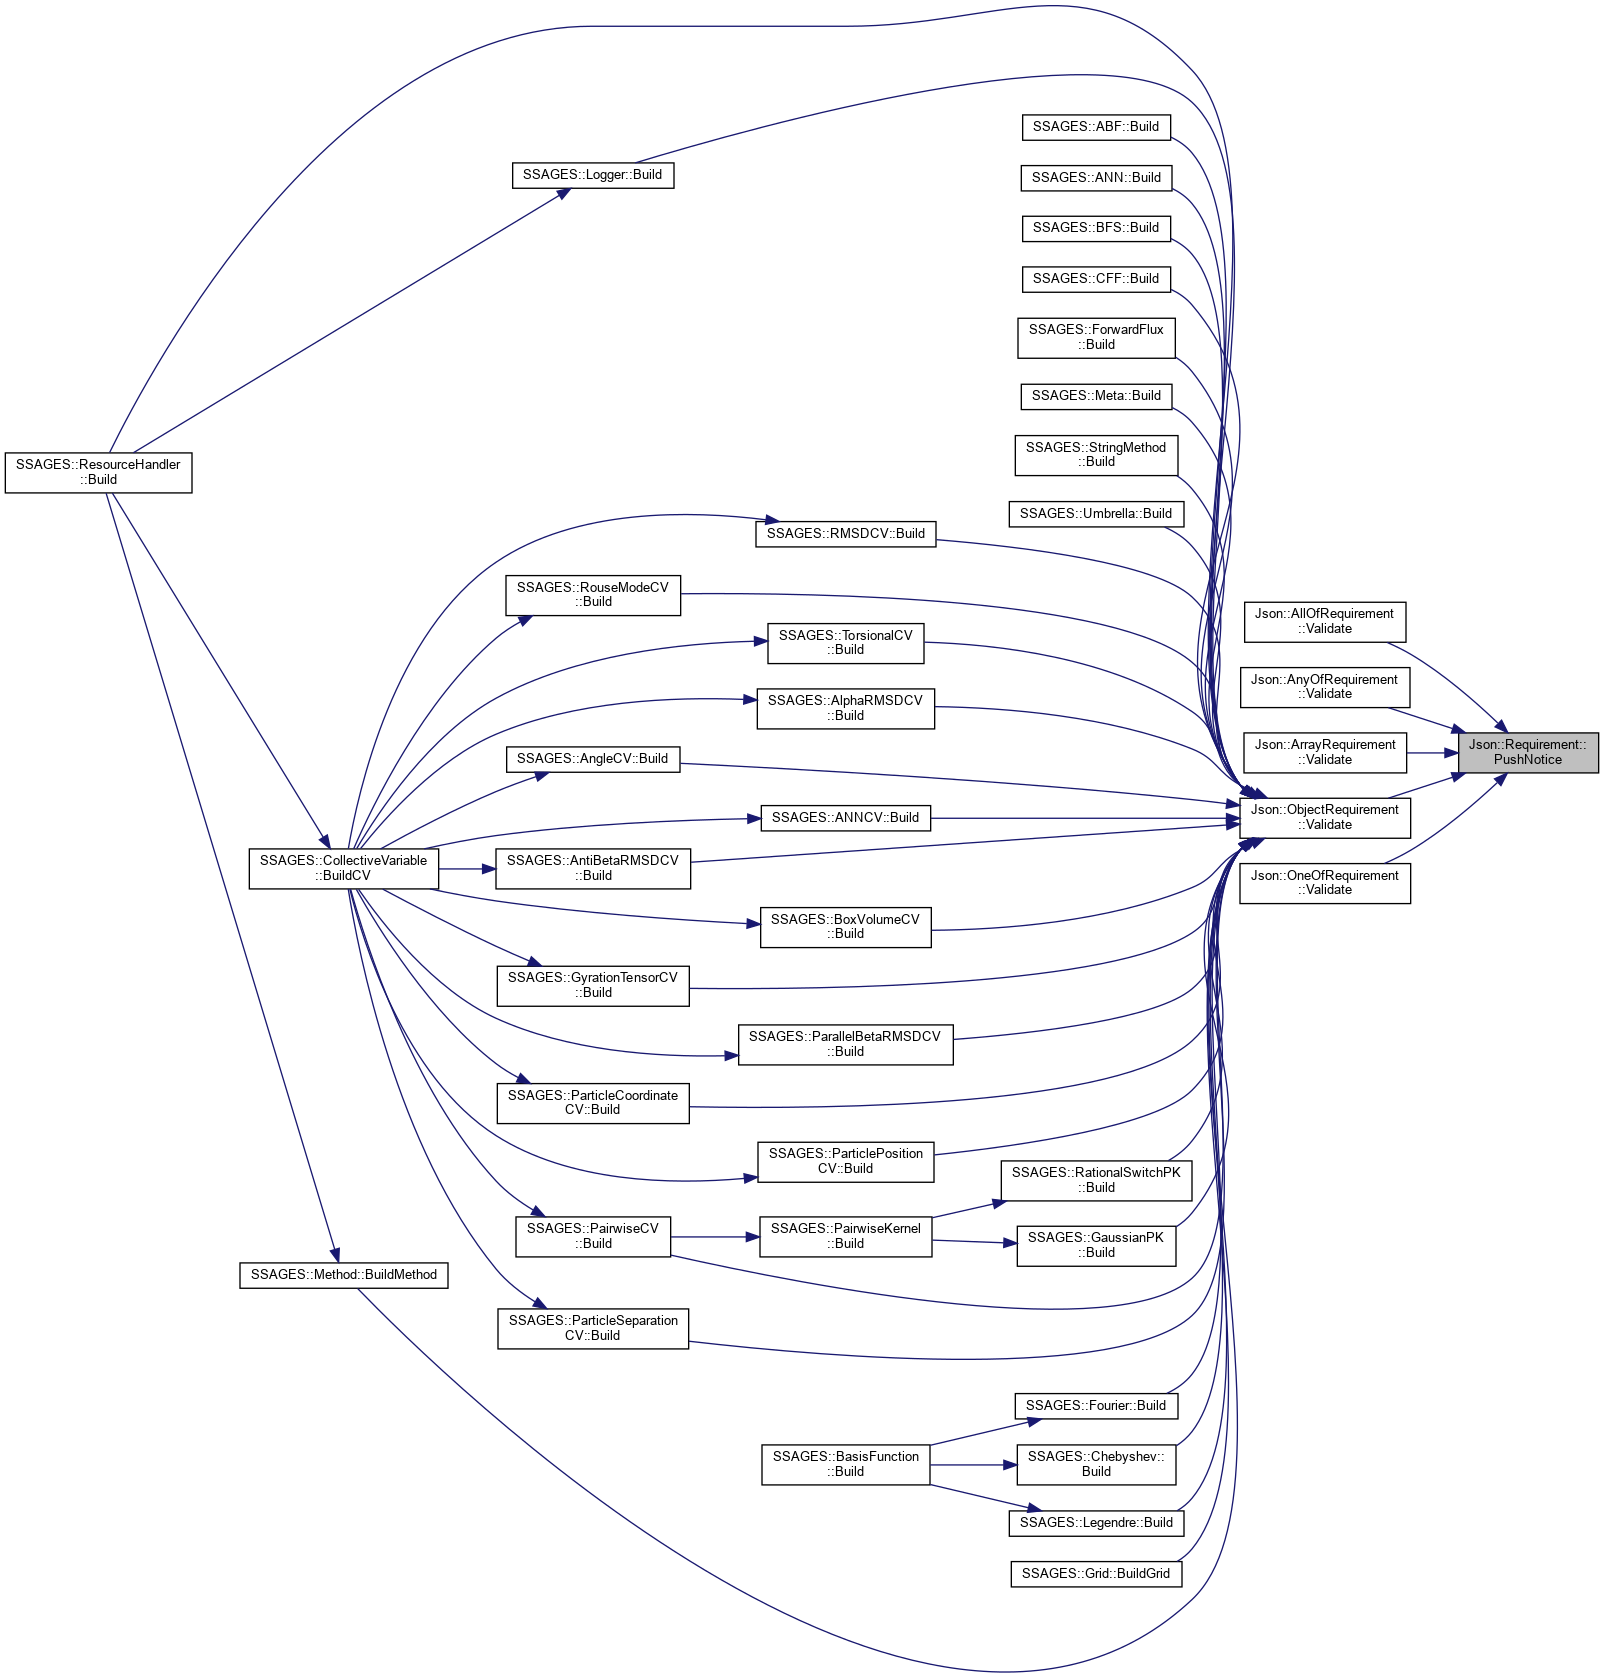 SSAGES::ABF::Build
SSAGES::Logger::Build
SSAGES::ANN::Build
SSAGES::BFS::Build
SSAGES::CFF::Build
SSAGES::ForwardFlux
::Build
SSAGES::Meta::Build
SSAGES::StringMethod
::Build
SSAGES::ResourceHandler
::Build
SSAGES::Umbrella::Build
SSAGES::RMSDCV::Build
SSAGES::RouseModeCV
::Build
Json::AllOfRequirement
::Validate
SSAGES::TorsionalCV
::Build
Json::AnyOfRequirement
::Validate
SSAGES::AlphaRMSDCV
::Build
Json::ArrayRequirement
::Validate
Json::Requirement::
PushNotice
SSAGES::AngleCV::Build
Json::ObjectRequirement
::Validate
SSAGES::ANNCV::Build
SSAGES::CollectiveVariable
::BuildCV
SSAGES::AntiBetaRMSDCV
::Build
Json::OneOfRequirement
::Validate
SSAGES::BoxVolumeCV
::Build
SSAGES::GyrationTensorCV
::Build
SSAGES::ParallelBetaRMSDCV
::Build
SSAGES::ParticleCoordinate
CV::Build
SSAGES::ParticlePosition
CV::Build
SSAGES::RationalSwitchPK
::Build
SSAGES::PairwiseCV
::Build
SSAGES::PairwiseKernel
::Build
SSAGES::GaussianPK
::Build
SSAGES::Method::BuildMethod
SSAGES::ParticleSeparation
CV::Build
SSAGES::Fourier::Build
SSAGES::BasisFunction
::Build
SSAGES::Chebyshev::
Build
SSAGES::Legendre::Build
SSAGES::Grid::BuildGrid